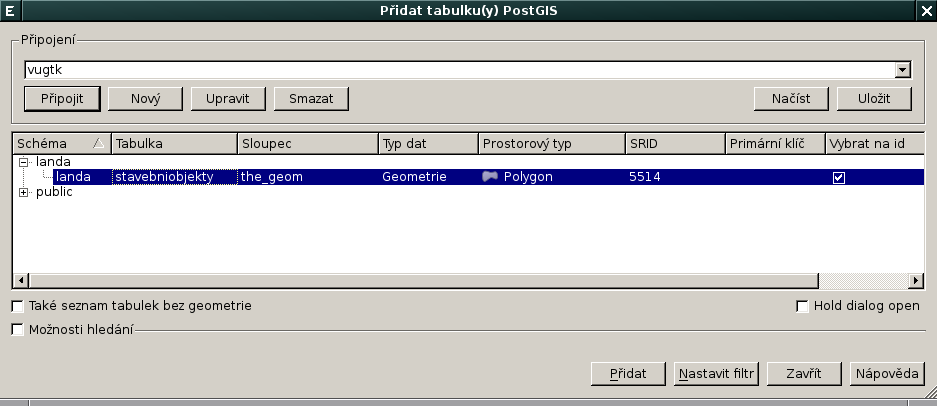 E Přidat tabulku(y) PostGIS
Připojení
vugtk
Připojit Nový Upravit Smazat Načíst Uložit
Schéma Tabulka Sloupec Typ dat Prostorový typ SRID Primární klíč Vybrat na id
landa
landa stavebniobjekty the_geom Geometrie Polygon 5514
public
Také seznam tabulek bez geometrie Hold dialog open
Možnosti hledání
Přidat Nastavit filtr Zavřít Nápověda